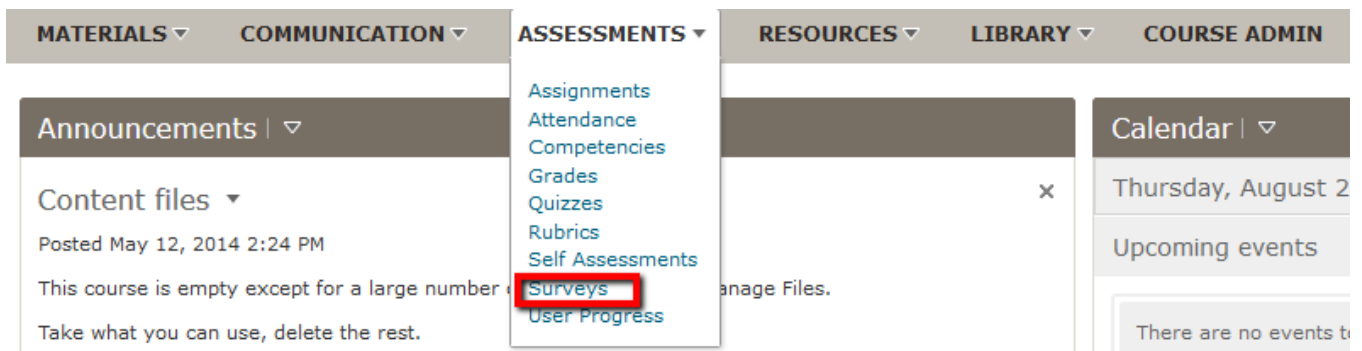 MATERIALS COMMUNICATION ASSESSMENTS RESOURCES LIBRARY COURSE ADMIN
Assignments
Attendance
Competencies
Grades
Quizzes
Rubrics
Self Assessments
Surveys
User Progress
Announcements
Content files
Posted May 12, 2014 2:24 PM
This course is empty except for a large number anage Files.
Take what you can use, delete the rest.
Calendar
Thursday, August 2
Upcoming events
There are no events t